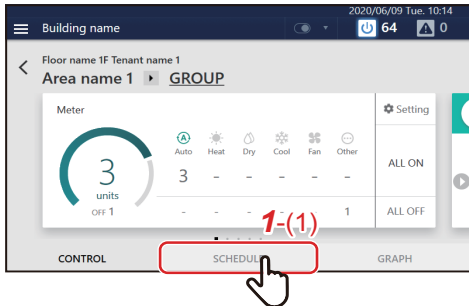 2020/06/09 Tue. 10:14
Building name 64 0
Floor name 1F Tenant name 1
Area name 1 GROUP
Meter Setting
A
Auto Heat Dry Cool Fan Other
3 3 - - - - - ALL ON
units
OFF 1 - - - - - 1 ALL OFF
1-(1)
CONTROL SCHEDULE GRAPH